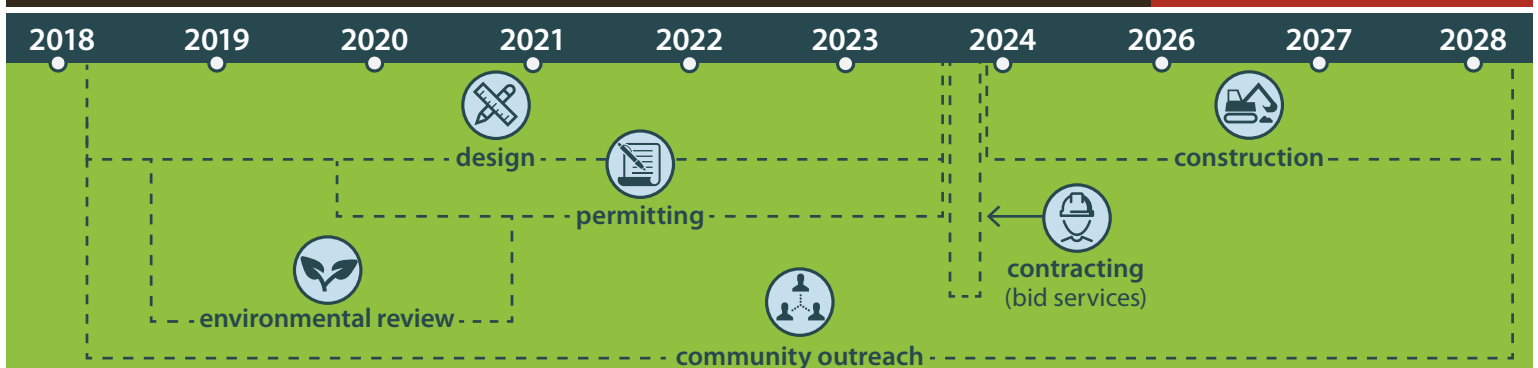 2018 2019 2020 2021 2022 2023 2024 2026 2027 2028
design
construction
permitting
contracting
(bid services)
environmental review
community outreach